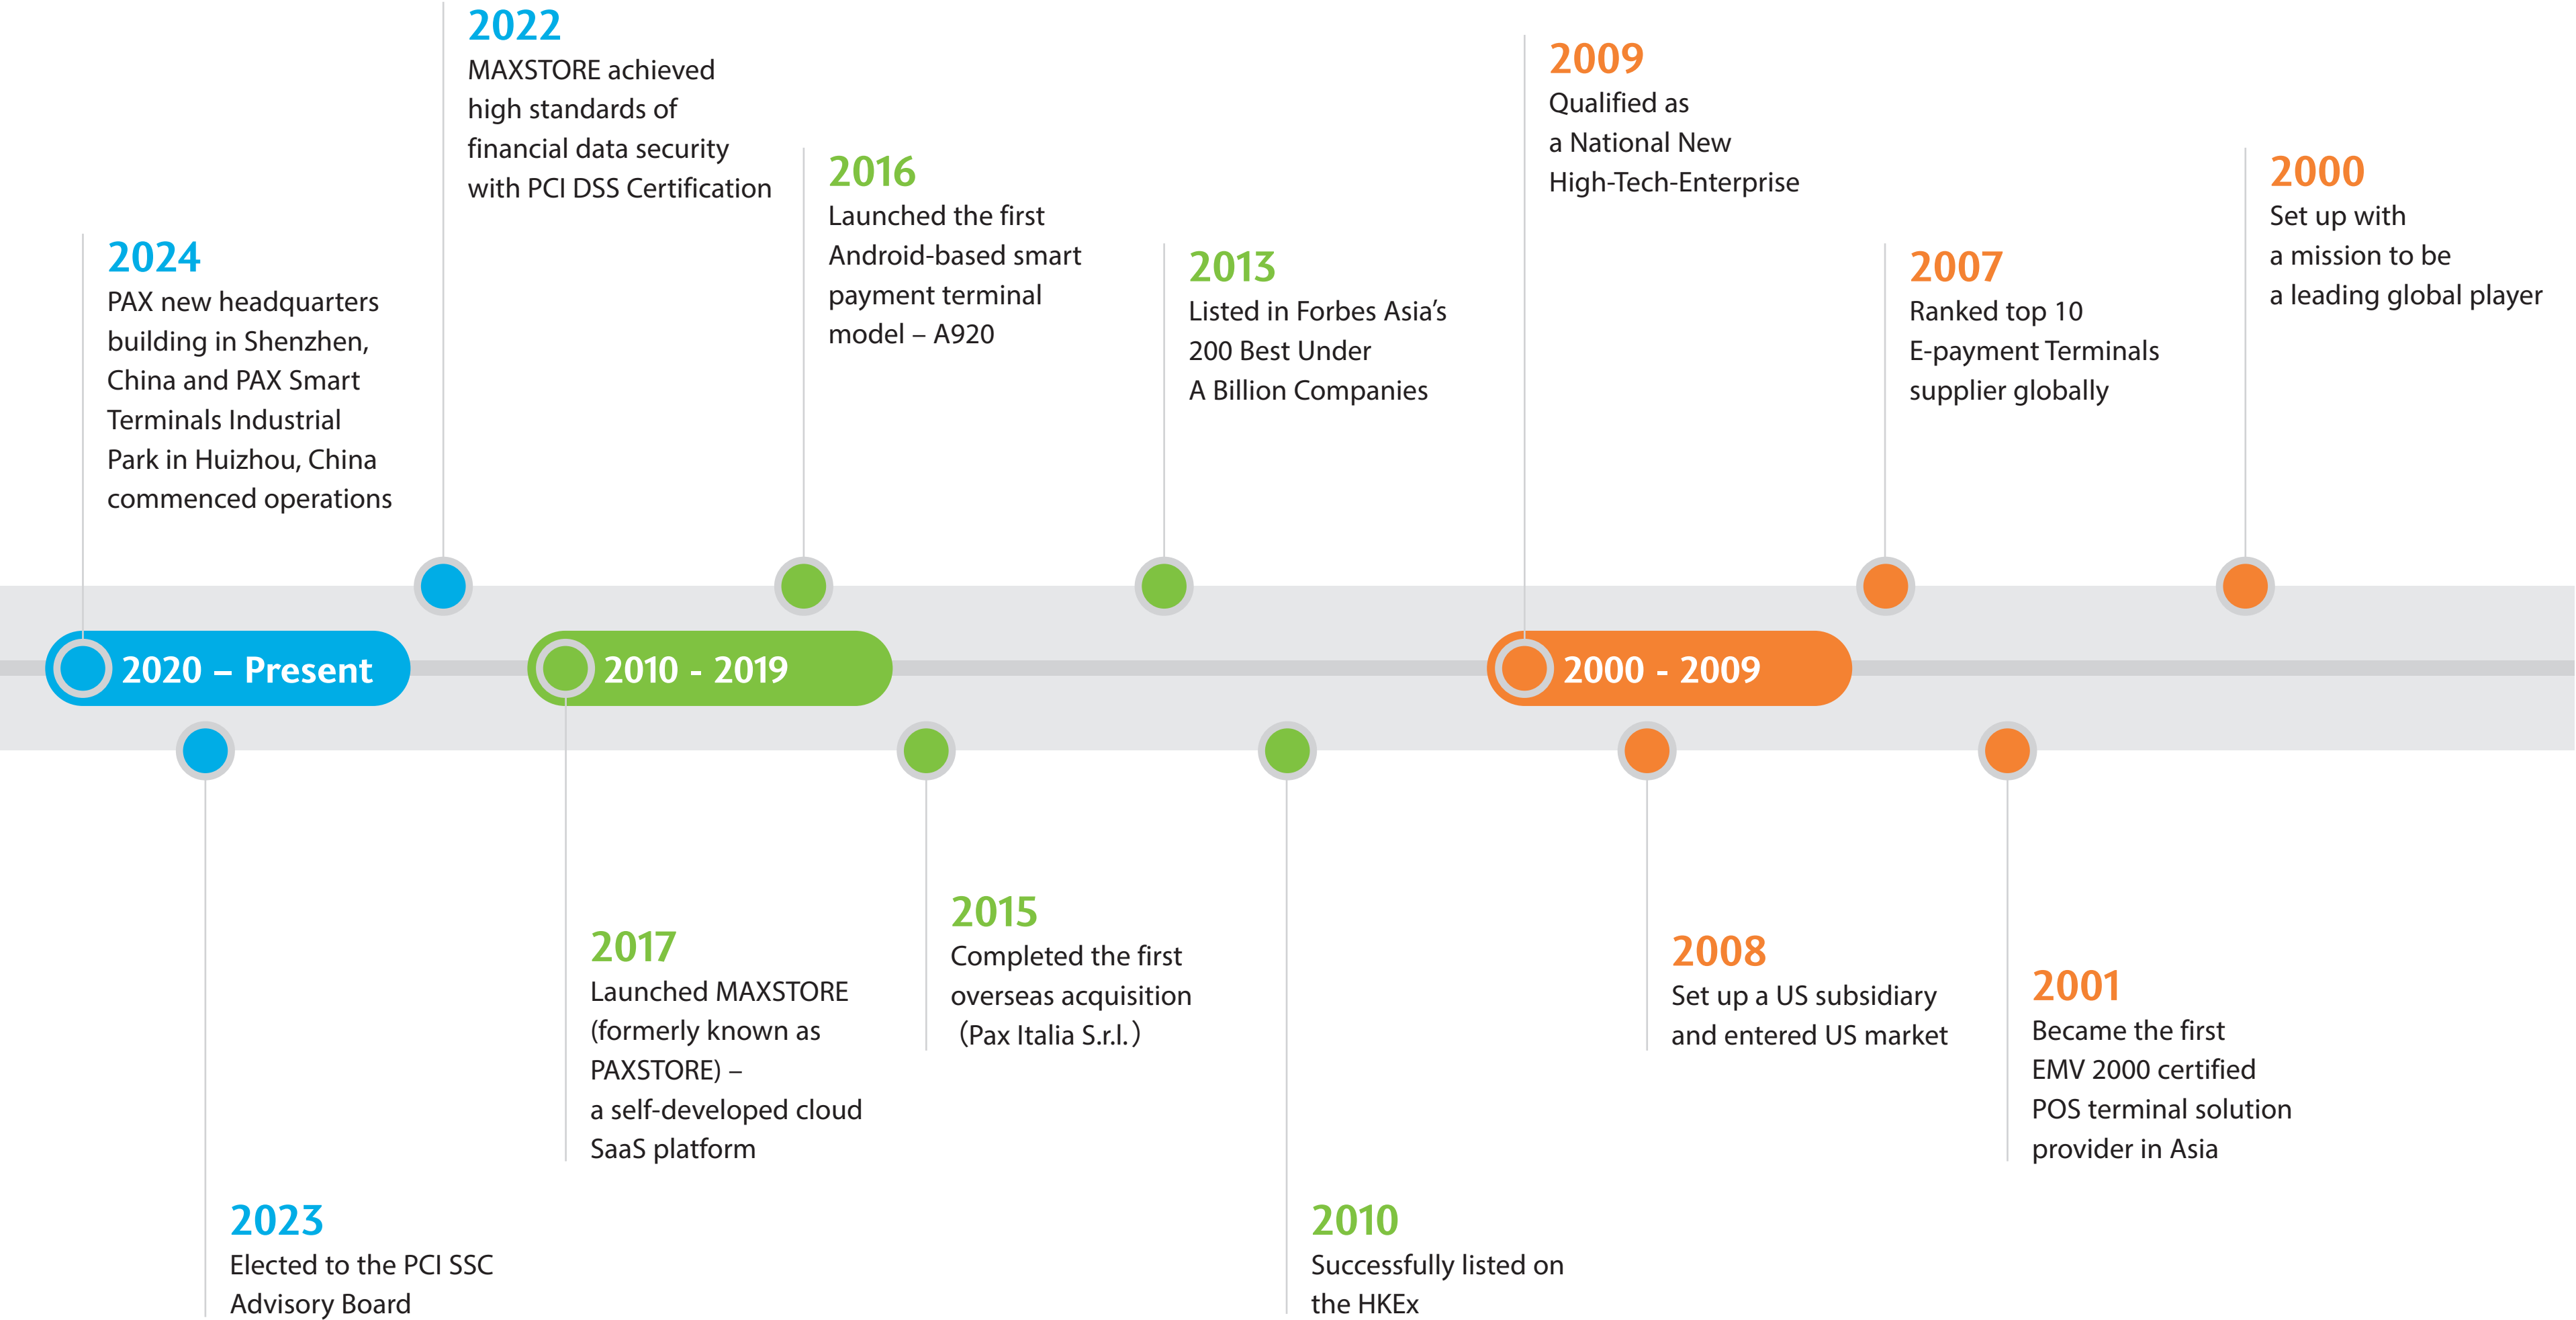 2022
MAXSTORE achieved
high standards of
financial data security
with PCI DSS Certification
2009
Qualified as
a National New
High-Tech-Enterprise
2016
Launched the first
Android-based smart
payment terminal
model – A920
2000
Set up with
a mission to be
a leading global player
2024
PAX new headquarters
building in Shenzhen,
China and PAX Smart
Terminals Industrial
Park in Huizhou, China
commenced operations
2013
Listed in Forbes Asia’s
200 Best Under
A Billion Companies
2007
Ranked top 10
E-payment Terminals
supplier globally
2020 – Present
2010 - 2019
2000 - 2009
2015
Completed the first
overseas acquisition
(Pax Italia S.r.l.)
2017
Launched MAXSTORE
(formerly known as
PAXSTORE) –
a self-developed cloud
SaaS platform
2008
Set up a US subsidiary
and entered US market
2001
Became the first
EMV 2000 certified
POS terminal solution
provider in Asia
2023
Elected to the PCI SSC
Advisory Board
2010
Successfully listed on
the HKEx